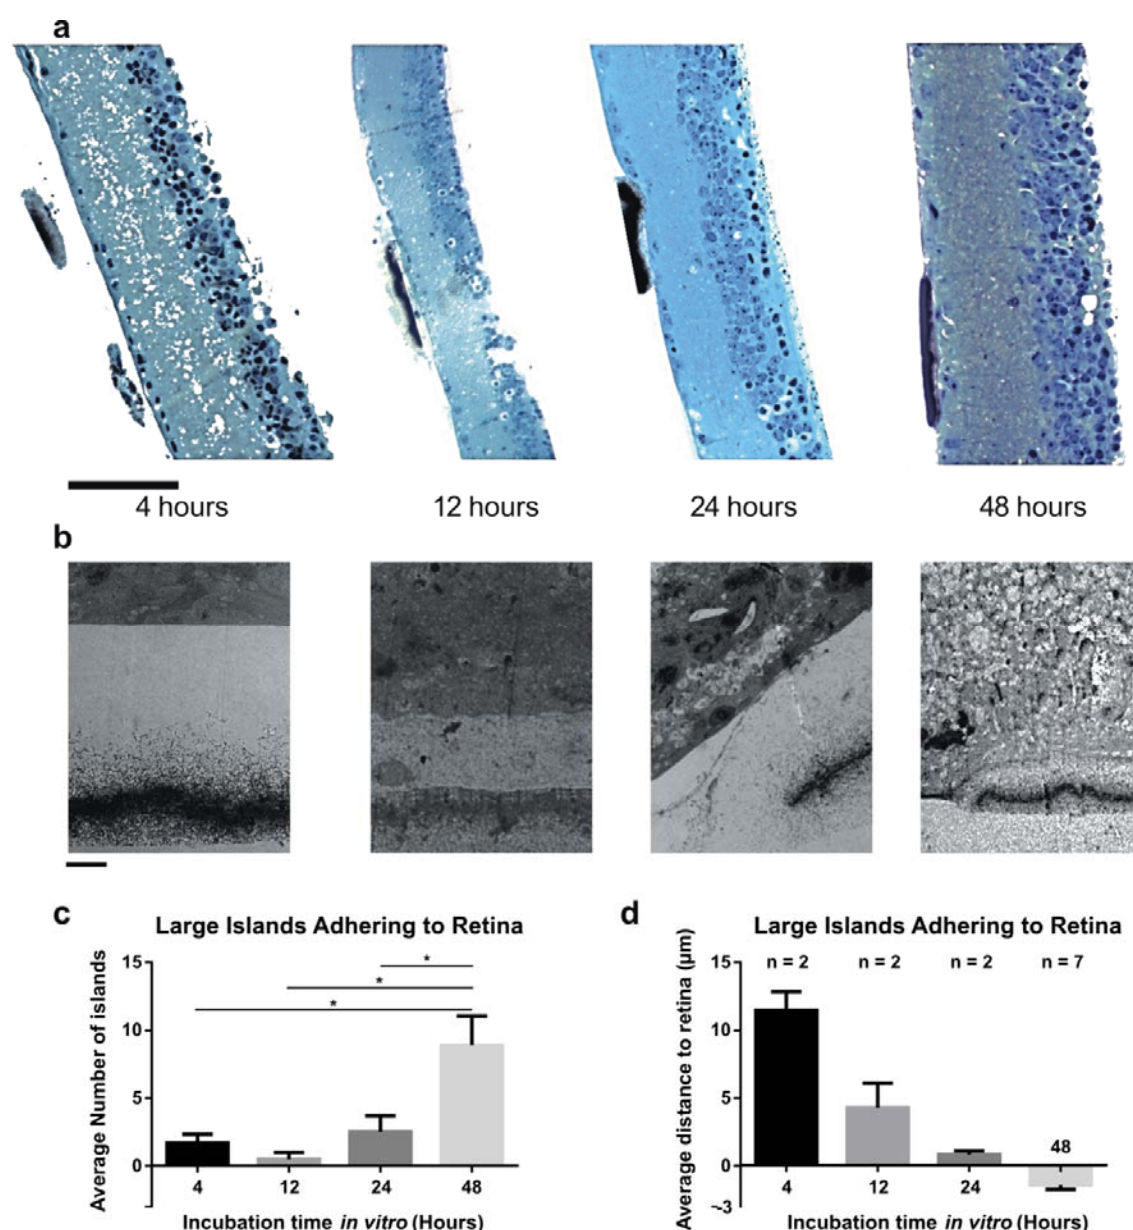 a
4 hours
12 hours
24 hours
48 hours
b
c
Large Islands Adhering to Retina
Average Number of islands
15
10
5
0
*
*
*
4
12
24
48
Incubation time in vitro (Hours)
d
Large Islands Adhering to Retina
Average distance to retina (µm)
n = 2
n = 2
n = 2
n = 7
15
10
5
0
-3
48
4
12
24
Incubation time in vitro (Hours)